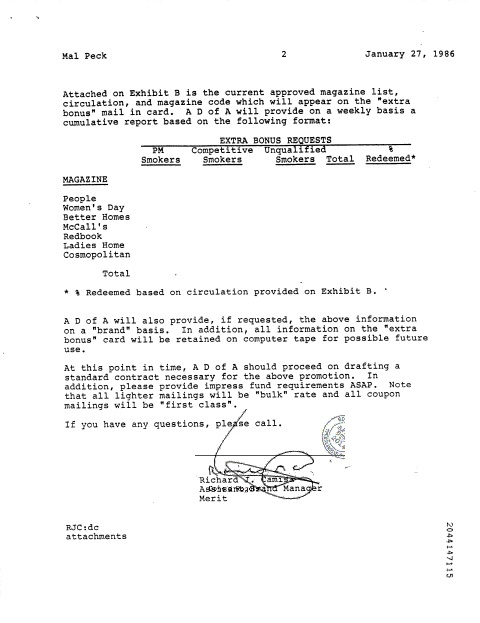 Mal Peck 2 January 27, 1986
Attached on Exhibit B is the current approved magazine list,
circulation, and magazine code which will appear on the "extra
bonus" mail in card. A D of A will provide on a weekly basis a
cumulative report based on the following format:
EXTRA BONUS REQUESTS
PM Competitive Unqualified %
Smokers Smokers Smokers Total Redeemed*
MAGAZINE
People
Women's Day
Better Homes
McCall's
Redbook
Ladies Home
Cosmopolitan
Total
* % Redeemed based on circulation provided on Exhibit B.
A D of A will also provide, if requested, the above information
on a "brand" basis. In addition, all information on the "extra
bonus" card will be retained on computer tape for possible future
use.
At this point in time, A D of A should proceed on drafting a
standard contract necessary for the above promotion. In
addition, please provide impress fund requirements ASAP. Note
that all lighter mailings will be "bulk" rate and all coupon
mailings will be "first class".
If you have any questions, please call.
Richard J. Camisa
Assistant Brand Manager
Merit
RJC:dc
attachments
2044147115